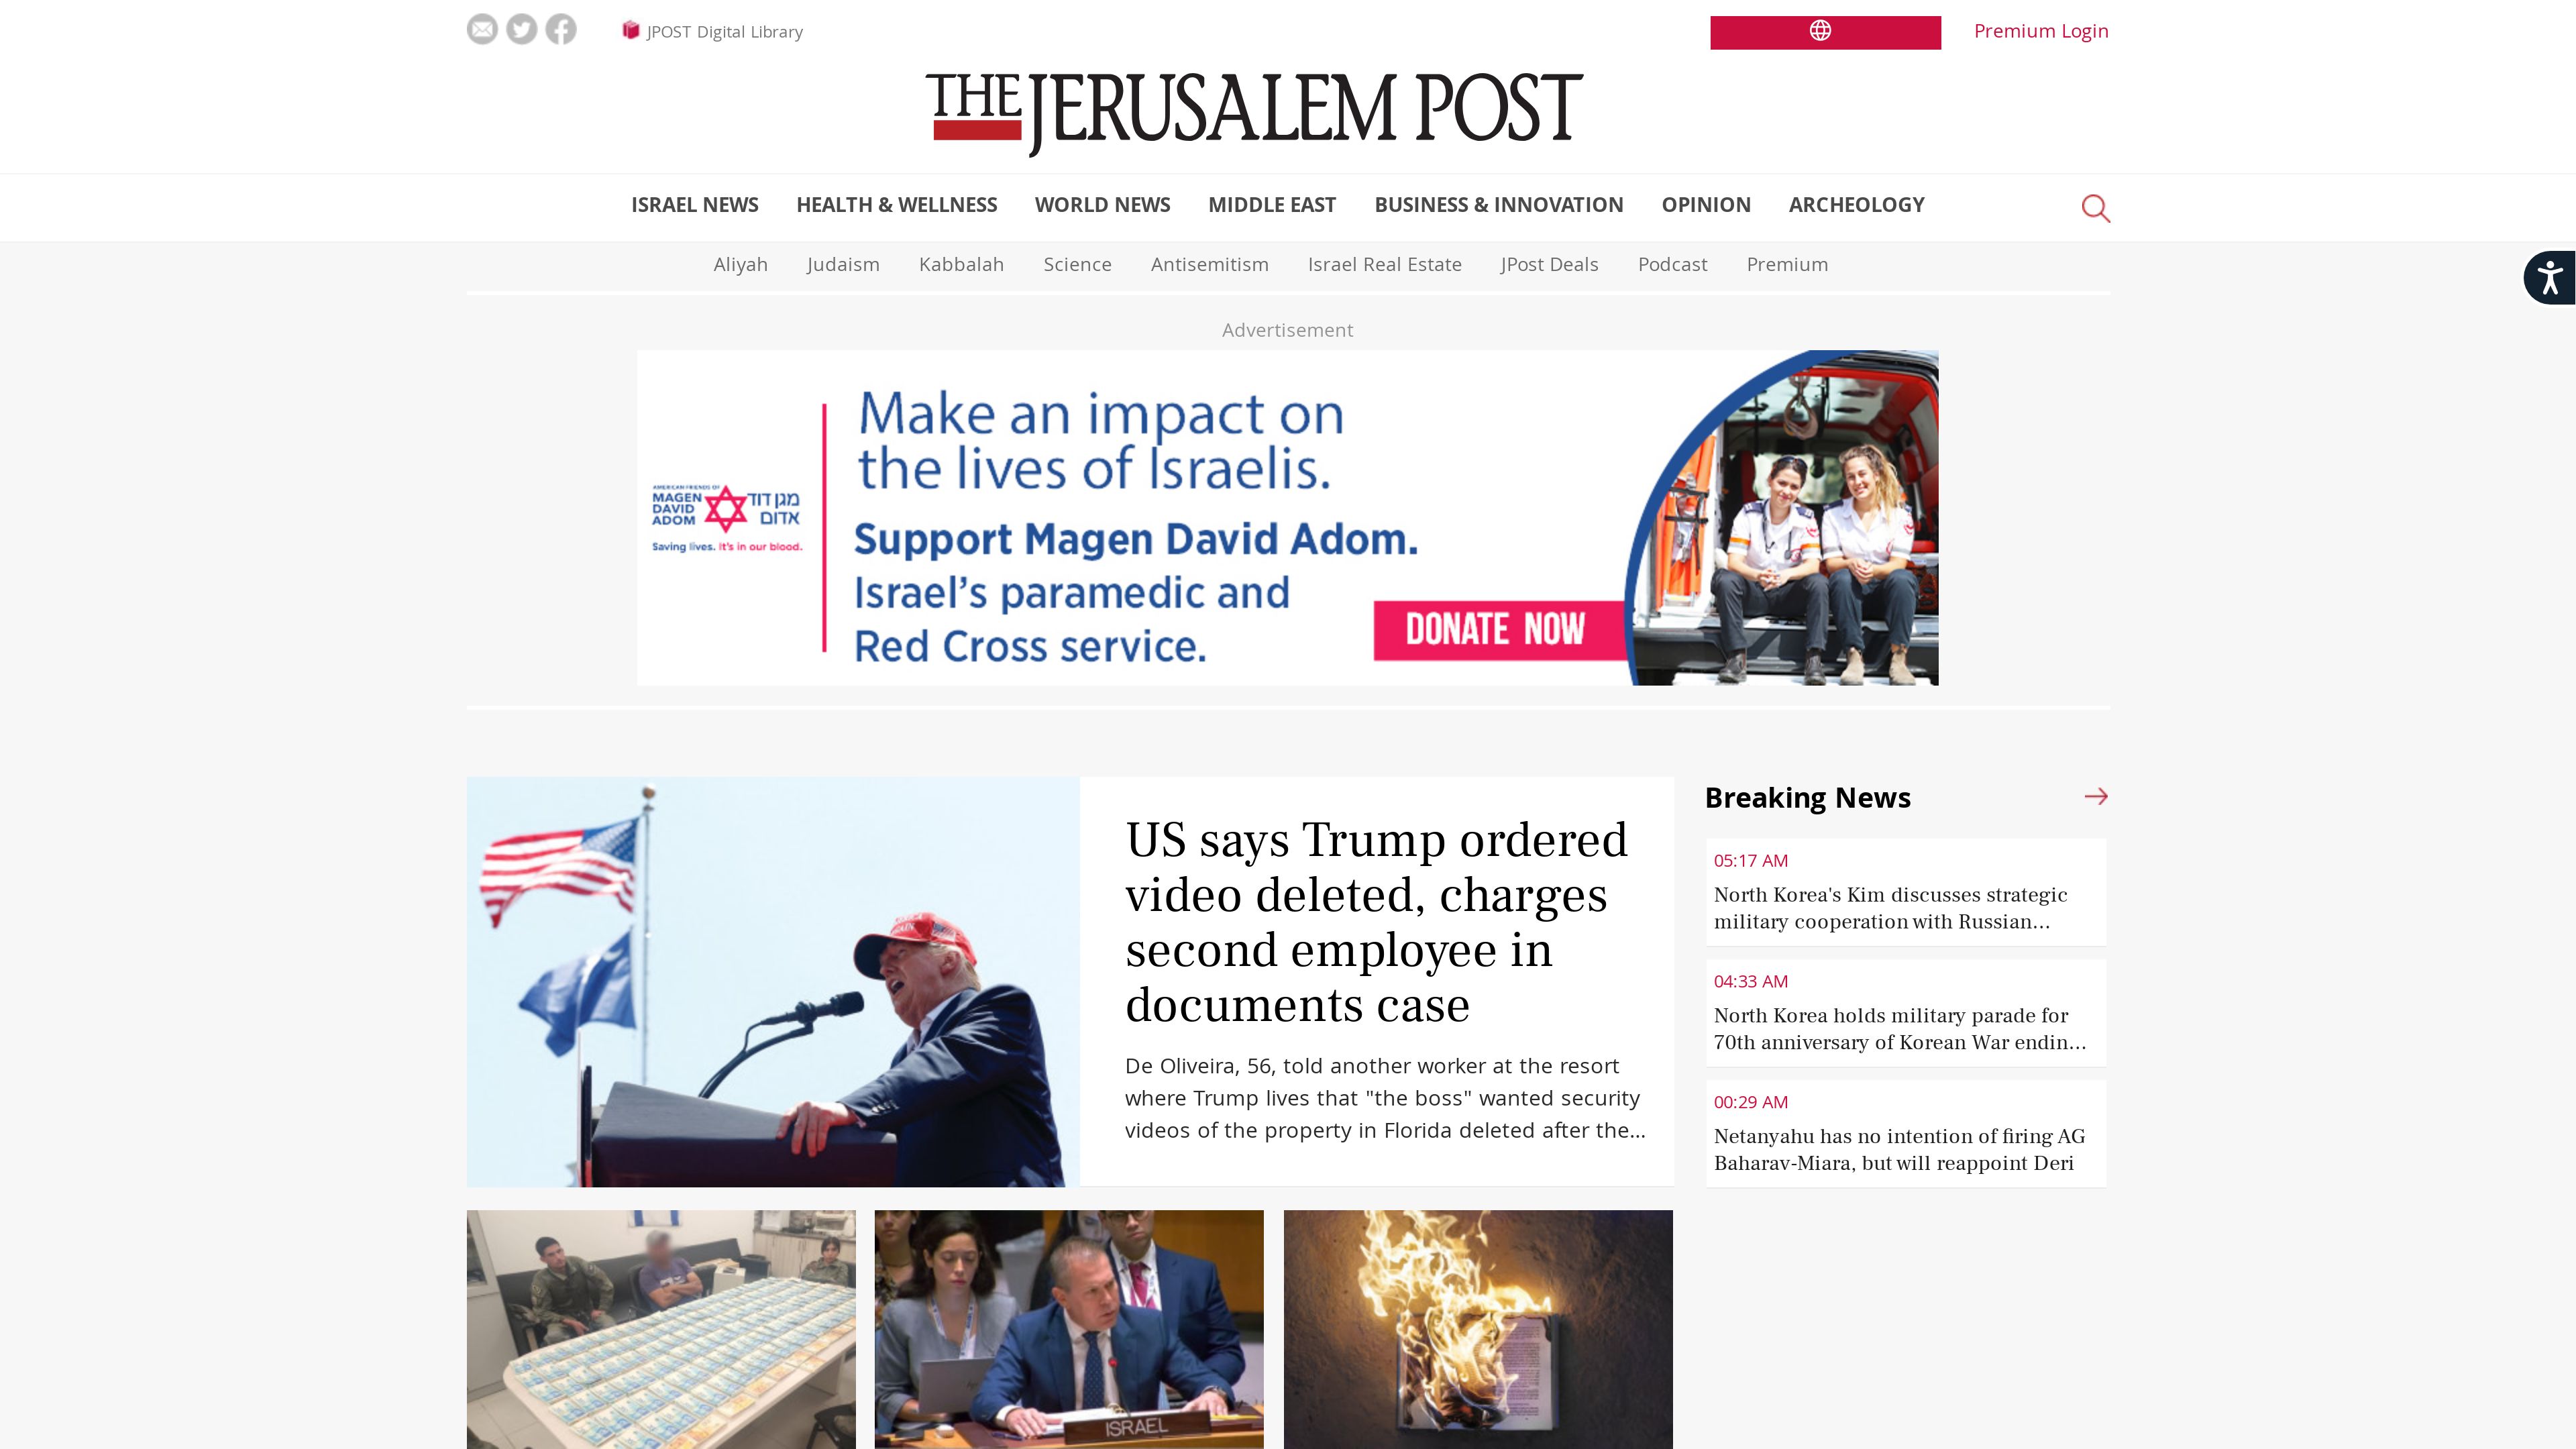 JPOST Digital Library
Premium Login
THE JERUSALEM POST
ISRAEL NEWS
HEALTH & WELLNESS
WORLD NEWS
MIDDLE EAST
BUSINESS & INNOVATION
OPINION
ARCHEOLOGY
Aliyah
Judaism
Kabbalah
Science
Antisemitism
Israel Real Estate
JPost Deals
Podcast
Premium
Advertisement
AMERICAN FRIENDS OF
MAGEN
DAVID
ADOM
מגן דוד
אדום
Saving lives. It's in our blood.
Make an impact on
the lives of Israelis.
Support Magen David Adom.
Israel's paramedic and
Red Cross service.
DONATE NOW
US says Trump ordered
video deleted, charges
second employee in
documents case
De Oliveira, 56, told another worker at the resort
where Trump lives that "the boss" wanted security
videos of the property in Florida deleted after the...
Breaking News
05:17 AM
North Korea's Kim discusses strategic
military cooperation with Russian...
04:33 AM
North Korea holds military parade for
70th anniversary of Korean War endin...
00:29 AM
Netanyahu has no intention of firing AG
Baharav-Miara, but will reappoint Deri
ISRAEL